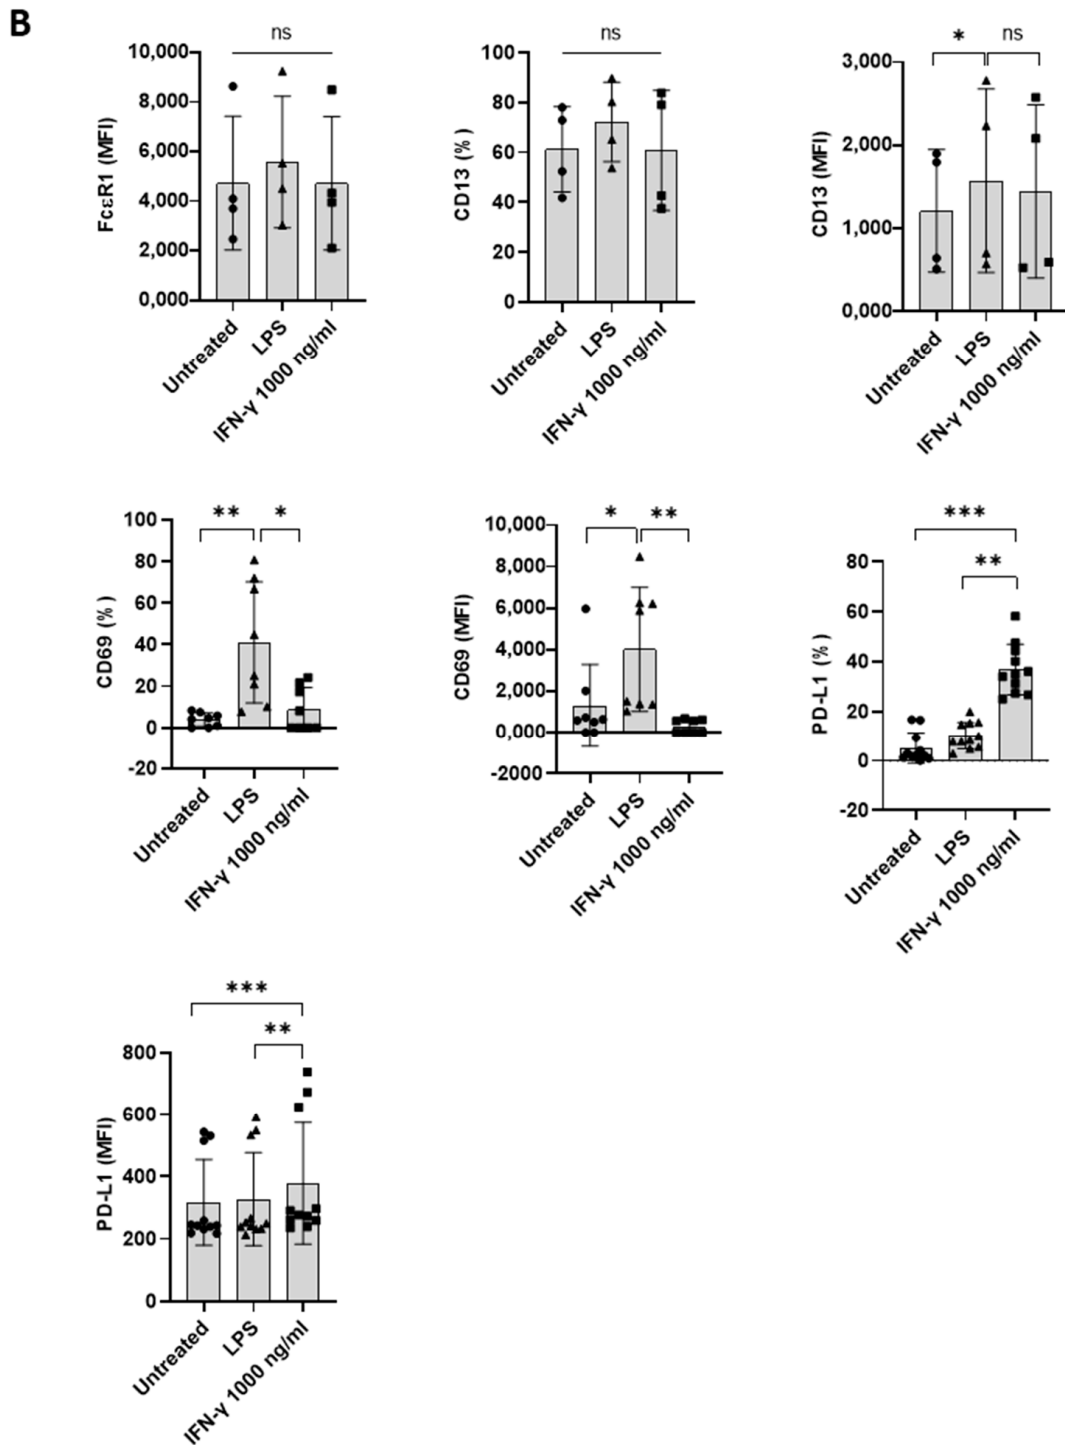 B
ns
10,000
8,000
6,000
4,000
2,000
0,000
FcεR1 (MFI)
Untreated
LPS
IFN-γ 1000 ng/ml
ns
100
80
60
40
20
0
CD13 (%)
Untreated
LPS
IFN-γ 1000 ng/ml
* ns
3,000
2,000
1,000
0,000
CD13 (MFI)
Untreated
LPS
IFN-γ 1000 ng/ml
** *
100
80
60
40
20
0
-20
CD69 (%)
Untreated
LPS
IFN-γ 1000 ng/ml
* **
10,000
8,000
6,000
4,000
2,000
0,000
-2000
CD69 (MFI)
Untreated
LPS
IFN-γ 1000 ng/ml
***
**
80
60
40
20
0
-20
PD-L1 (%)
Untreated
LPS
IFN-γ 1000 ng/ml
***
**
800
600
400
200
0
PD-L1 (MFI)
Untreated
LPS
IFN-γ 1000 ng/ml